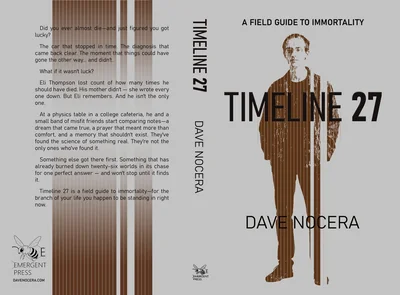 Did you ever almost die—and just figured you got
lucky?
The car that stopped in time. The diagnosis that
came back clear. The moment that things could have
gone the other way… and didn't.
What if it wasn't luck?
Eli Thompson lost count of how many times he
should have died. His mother didn't — she wrote every
one down. But Eli remembers. And he isn't the only
one.
At a physics table in a college cafeteria, he and a
small band of misfit friends start comparing notes—a
dream that came true, a prayer that meant more than
comfort, and a memory that shouldn't exist. They've
found the science of something real. They're not the
only ones who've found it.
Something else got there first. Something that has
already burned down twenty-six worlds in its chase
for one perfect answer — and won't stop until it finds
it.
Timeline 27 is a field guide to immortality—for the
branch of your life you happen to be standing in right
now.
E
EMERGENT
PRESS
DAVENOCERA.COM
TIMELINE 27
DAVE NOCERA
EMERGENT
PRESS
A FIELD GUIDE TO IMMORTALITY
TIMELINE 27
DAVE NOCERA